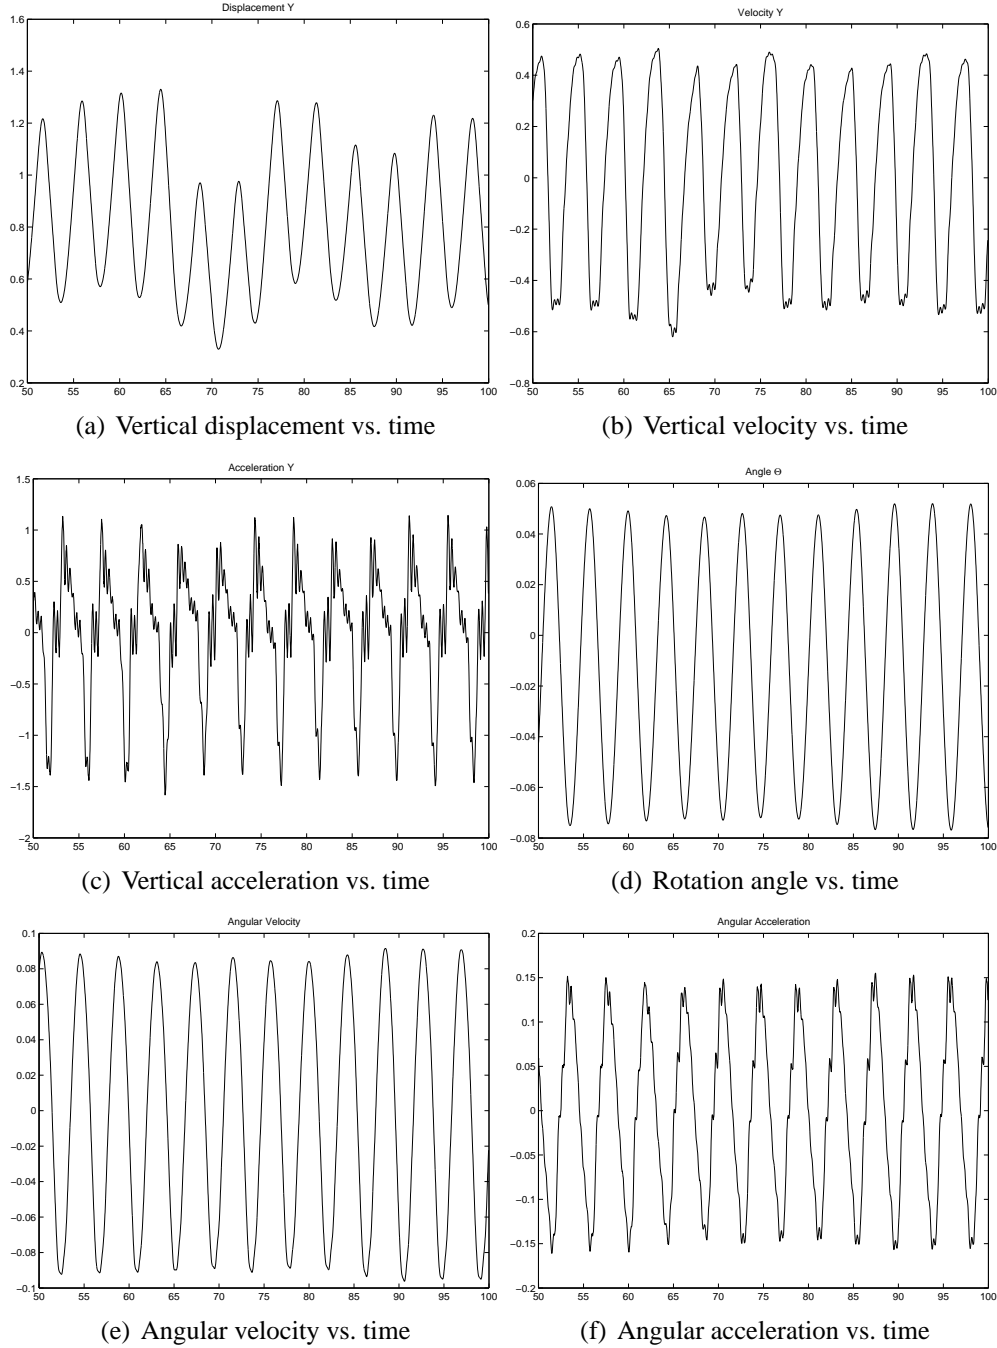 Displacement Y
1.6
1.4
1.2
1
0.8
0.6
0.4
0.2
50 55 60 65 70 75 80 85 90 95 100
(a) Vertical displacement vs. time
Velocity Y
0.6
0.4
0.2
0
−0.2
−0.4
−0.6
−0.8
50 55 60 65 70 75 80 85 90 95 100
(b) Vertical velocity vs. time
Acceleration Y
1.5
1
0.5
0
−0.5
−1
−1.5
−2
50 55 60 65 70 75 80 85 90 95 100
(c) Vertical acceleration vs. time
Angle Θ
0.06
0.04
0.02
0
−0.02
−0.04
−0.06
−0.08
50 55 60 65 70 75 80 85 90 95 100
(d) Rotation angle vs. time
Angular Velocity
0.1
0.08
0.06
0.04
0.02
0
−0.02
−0.04
−0.06
−0.08
−0.1
50 55 60 65 70 75 80 85 90 95 100
(e) Angular velocity vs. time
Angular Acceleration
0.2
0.15
0.1
0.05
0
−0.05
−0.1
−0.15
−0.2
50 55 60 65 70 75 80 85 90 95 100
(f) Angular acceleration vs. time